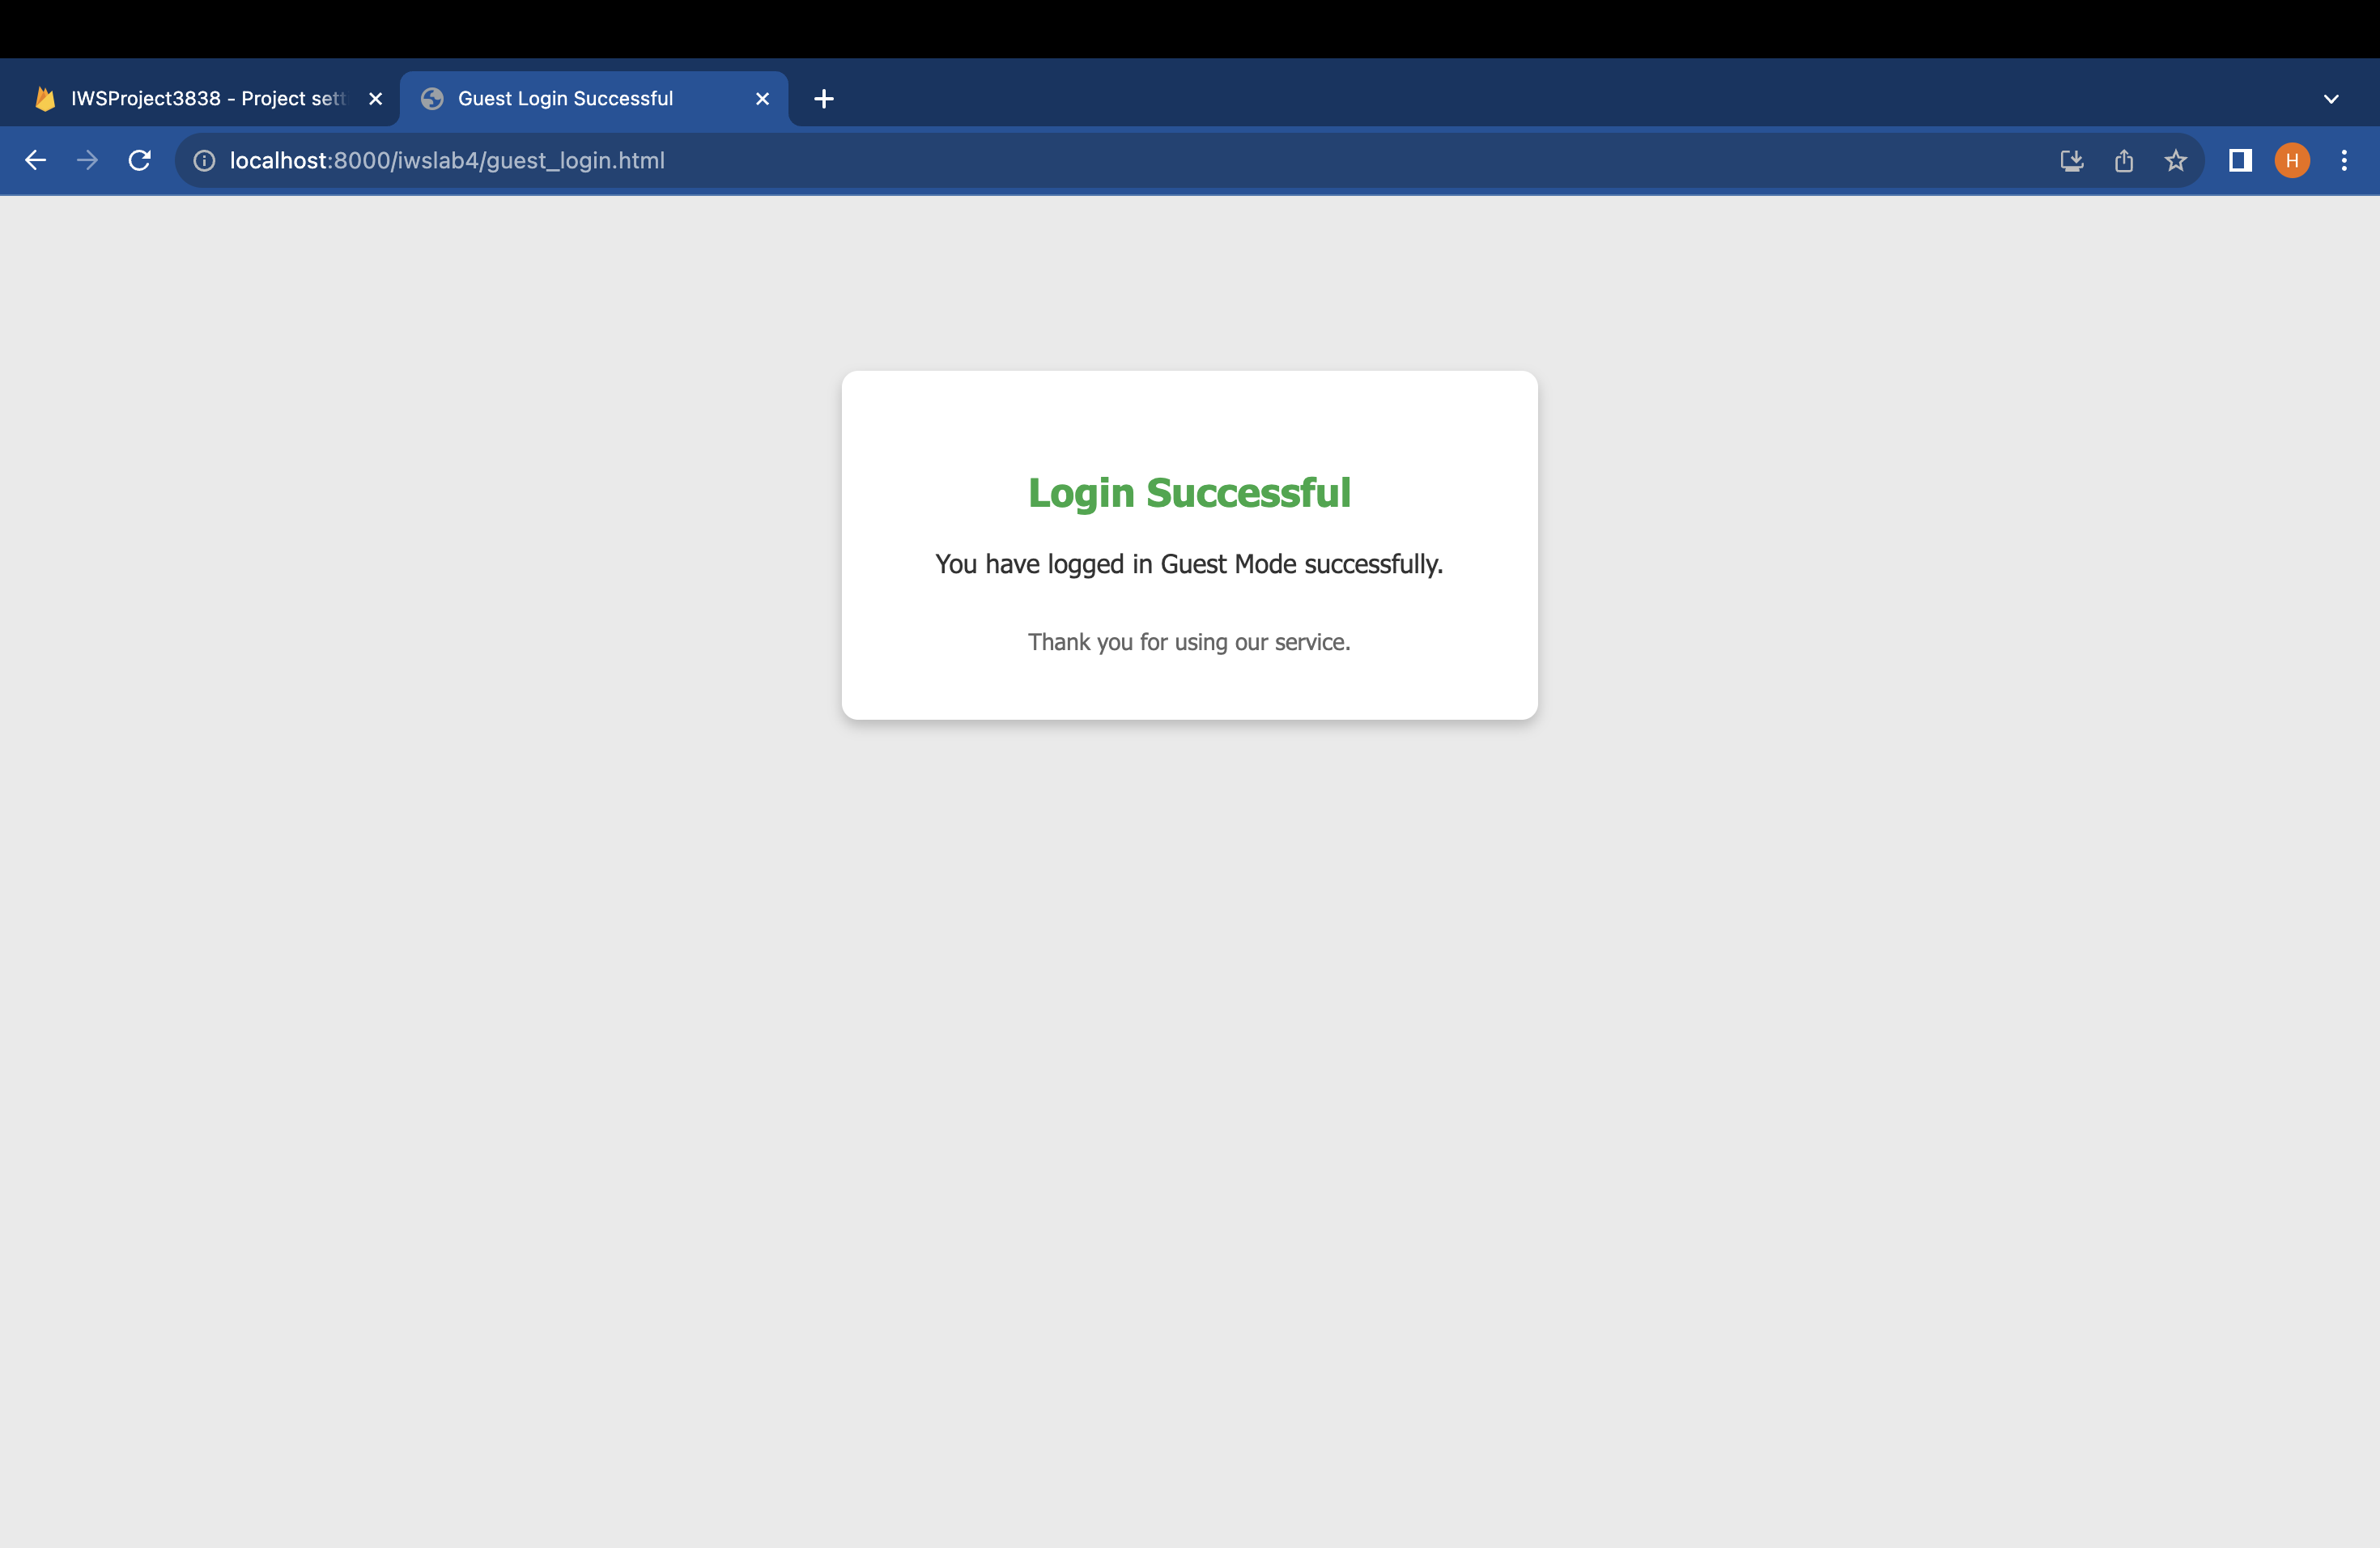 IWSProject3838 - Project sett
Guest Login Successful
localhost:8000/iwslab4/guest_login.html
H
Login Successful
You have logged in Guest Mode successfully.
Thank you for using our service.